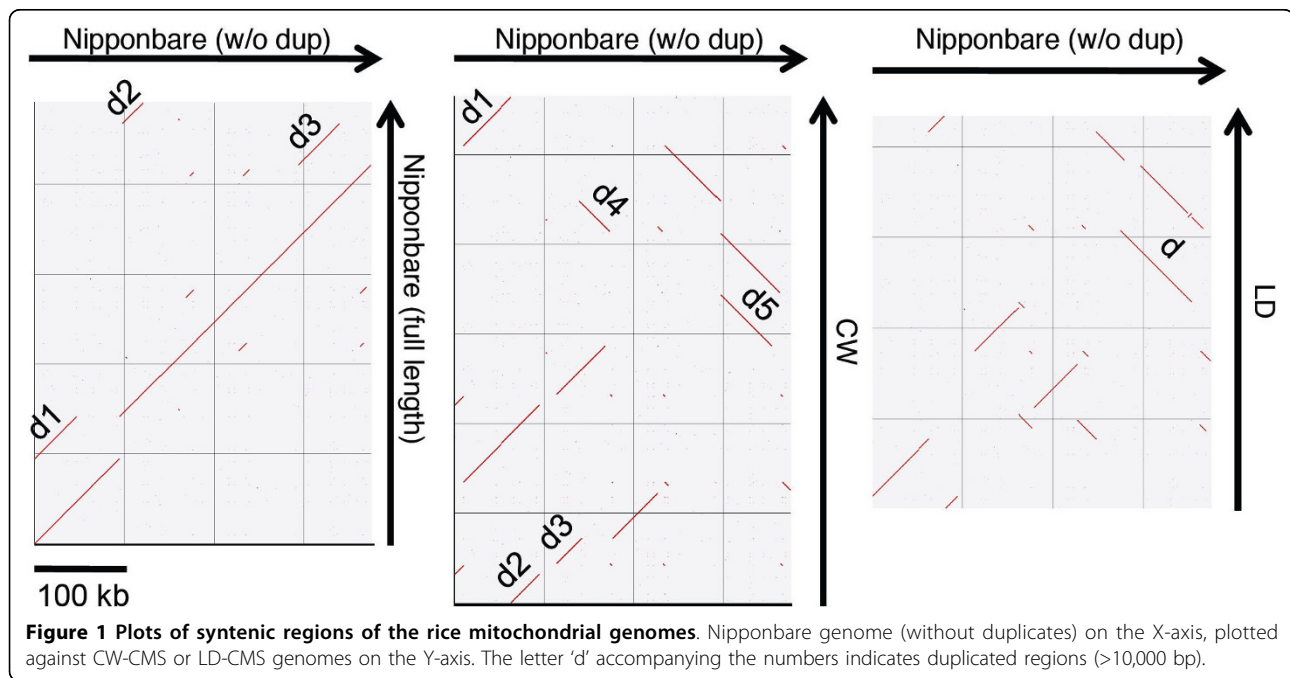 Nipponbare (w/o dup)
Nipponbare (w/o dup)
Nipponbare (w/o dup)
d2
d3
d1
Nipponbare (full length)
100 kb
d1
d4
d5
d3
d2
CW
d
LD
Figure 1 Plots of syntenic regions of the rice mitochondrial genomes. Nipponbare genome (without duplicates) on the X-axis, plotted
against CW-CMS or LD-CMS genomes on the Y-axis. The letter ‘d’ accompanying the numbers indicates duplicated regions (>10,000 bp).